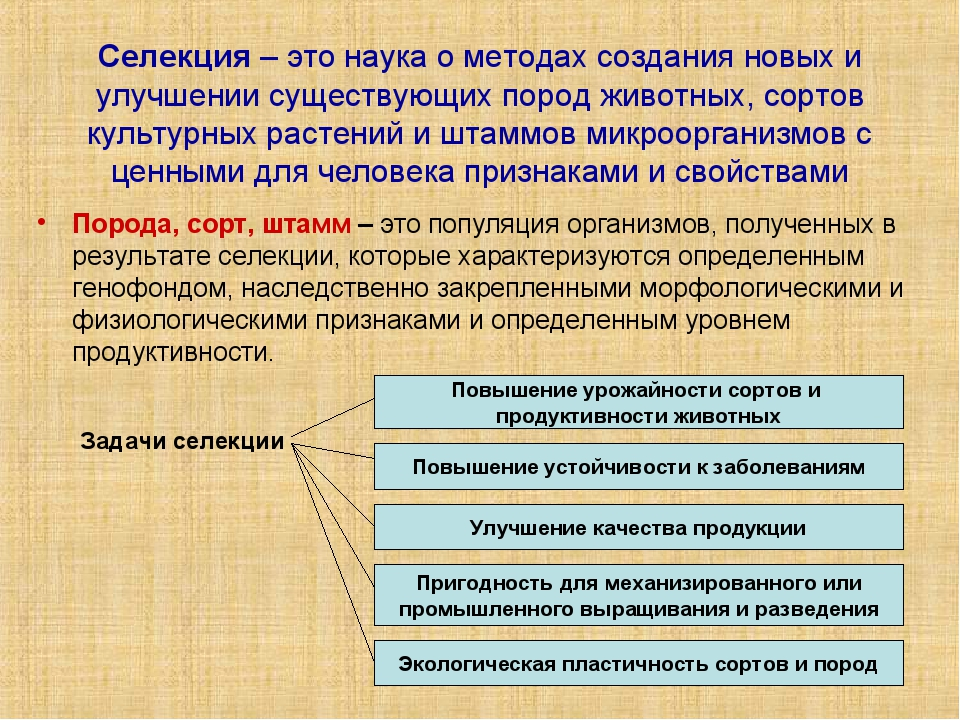 Селекция – это наука о методах создания новых и
улучшении существующих пород животных, сортов
культурных растений и штаммов микроорганизмов с
ценными для человека признаками и свойствами
• Порода, сорт, штамм – это популяция организмов, полученных в
результате селекции, которые характеризуются определенным
генофондом, наследственно закрепленными морфологическими и
физиологическими признаками и определенным уровнем
продуктивности.
Задачи селекции
Повышение урожайности сортов и
продуктивности животных
Повышение устойчивости к заболеваниям
Улучшение качества продукции
Пригодность для механизированного или
промышленного выращивания и разведения
Экологическая пластичность сортов и пород